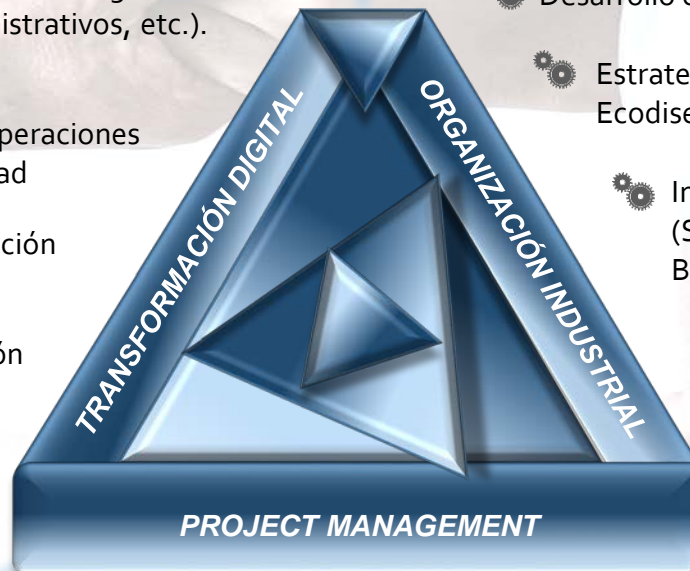 istrativos, etc.).
peraciones
ad
ción
ón
TRANSFORMACIÓN DIGITAL
ORGANIZACIÓN INDUSTRIAL
PROJECT MANAGEMENT
Desarrollo
Estrate
Ecodise
In
(S
B